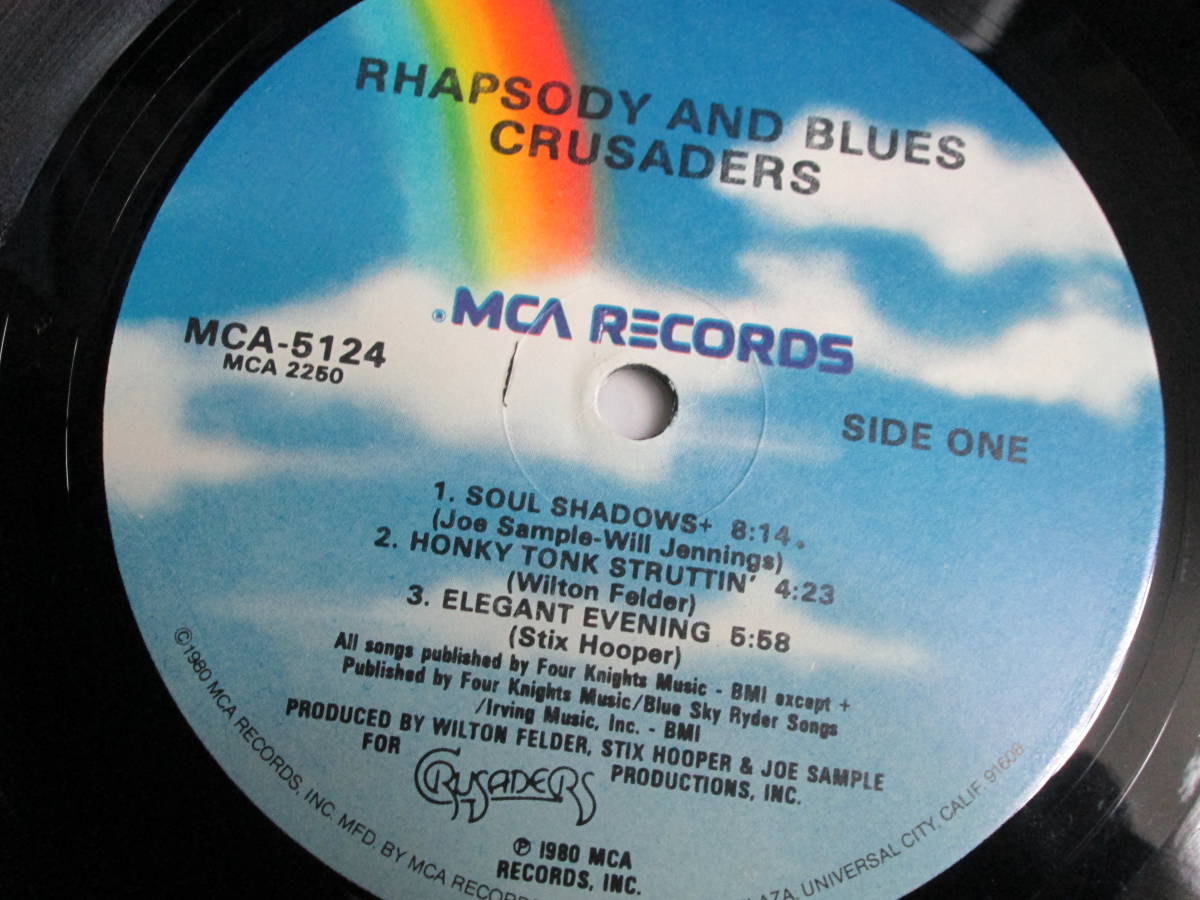 RHAPSODY AND BLUES
CRUSADERS
® MCA RECORDS
MCA-5124
MCA 2250
SIDE ONE
1. SOUL SHADOWS+ 8:14
(Joe Sample-Will Jennings)
2. HONKY TONK STRUTTIN' 4:23
(Wilton Felder)
3. ELEGANT EVENING 5:58
(Stix Hooper)
All songs published by Four Knights Music - BMI except +
Published by Four Knights Music/Blue Sky Ryder Songs
/Irving Music, Inc. - BMI
PRODUCED BY WILTON FELDER, STIX HOOPER & JOE SAMPLE
FOR CRUSADERS PRODUCTIONS, INC.
℗ 1980 MCA
RECORDS, INC.
©1980 MCA RECORDS, INC. MFD. BY MCA RECOR UNIVERSAL CITY, CALIF. 91608